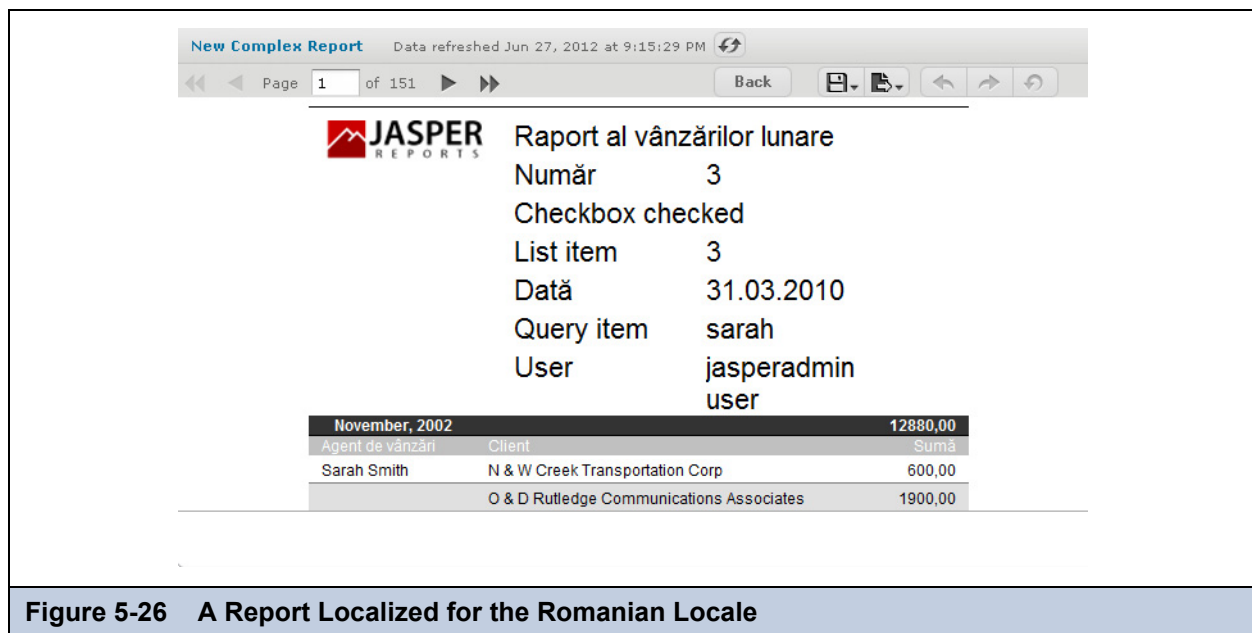 New Complex Report Data refreshed Jun 27, 2012 at 9:15:29 PM
Page 1 of 151 Back
JASPER
REPORTS
Raport al vânzărilor lunare
Număr 3
Checkbox checked
List item 3
Dată 31.03.2010
Query item sarah
User jasperadmin
user
November, 2002 12880,00
Agent de vânzări Client Sumă
Sarah Smith N & W Creek Transportation Corp 600,00
O & D Rutledge Communications Associates 1900,00
Figure 5-26 A Report Localized for the Romanian Locale